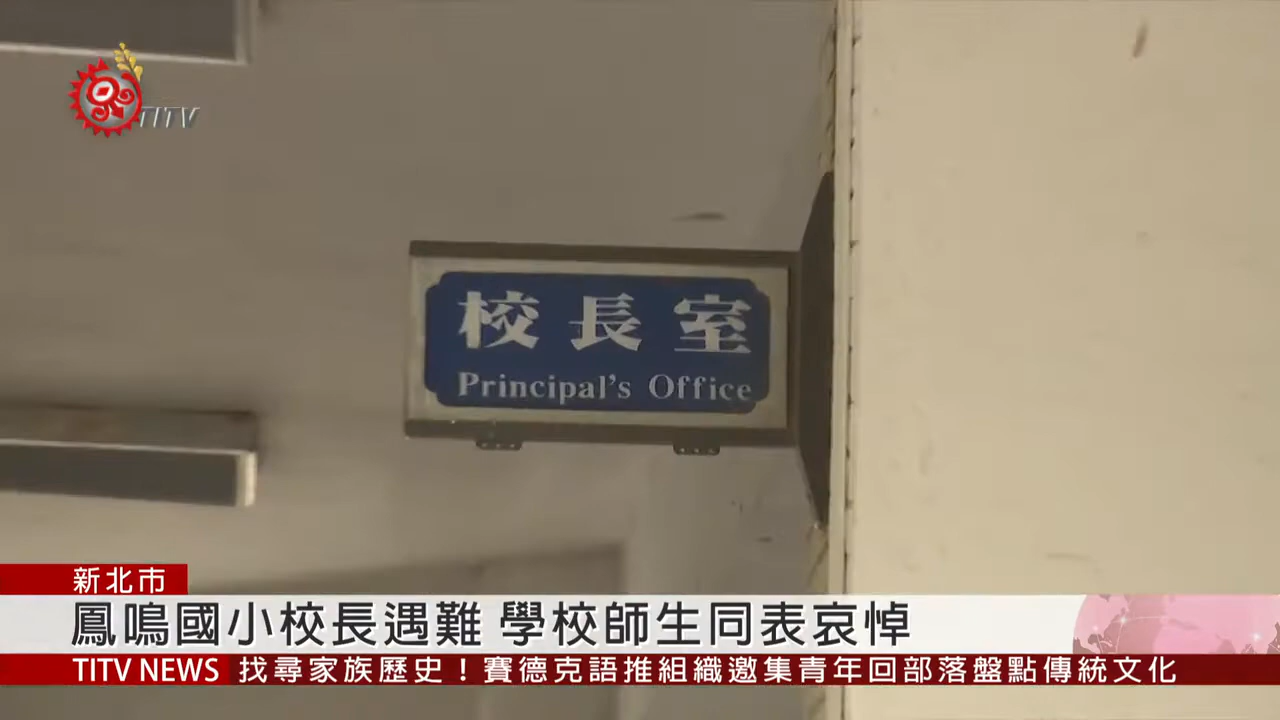 TITV
校長室
Principal's Office
新北市
鳳鳴國小校長遇難 學校師生同表哀悼
TITV NEWS 找尋家族歷史！賽德克語推組織邀集青年回部落盤點傳統文化